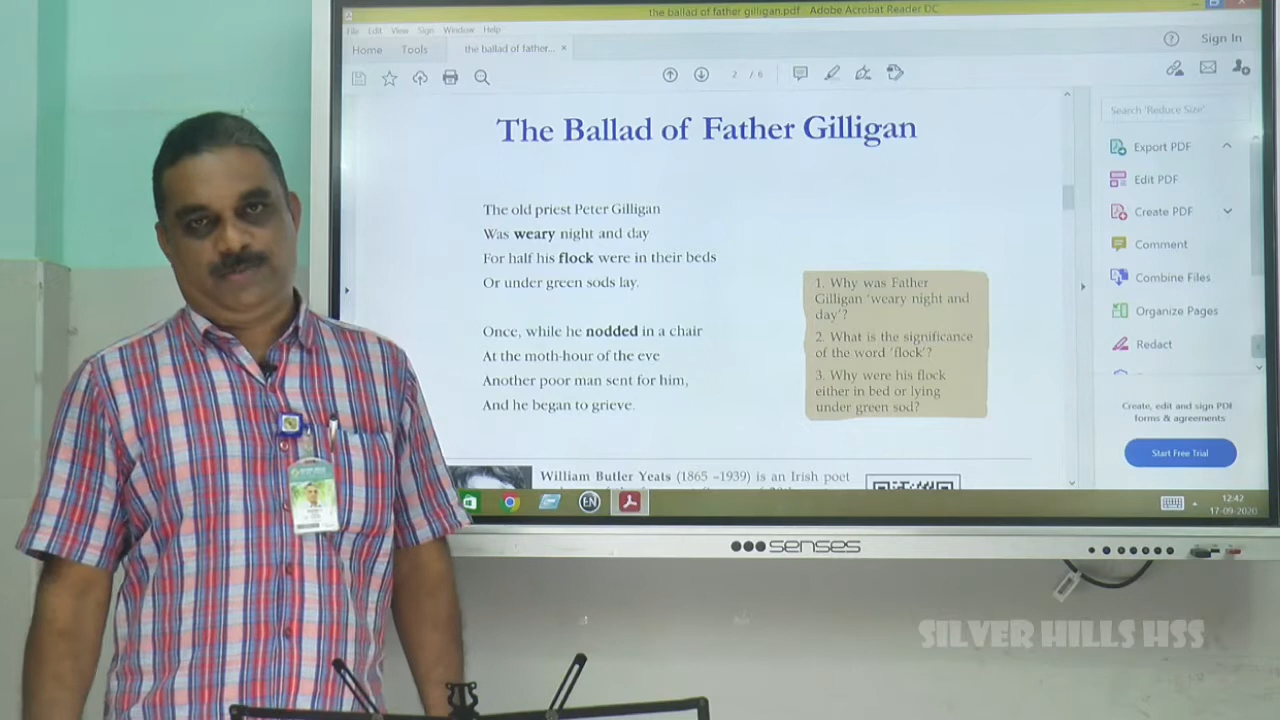 the ballad of father gilligan.pdf - Adobe Acrobat Reader DC
File Edit View Sign Window Help
Home Tools the ballad of father... ×
Sign In
2 / 6
Search 'Reduce Size'
The Ballad of Father Gilligan
The old priest Peter Gilligan
Was weary night and day
For half his flock were in their beds
Or under green sods lay.
Once, while he nodded in a chair
At the moth-hour of the eve
Another poor man sent for him,
And he began to grieve.
1. Why was Father
Gilligan 'weary night and
day'?
2. What is the significance
of the word 'flock'?
3. Why were his flock
either in bed or lying
under green sod?
William Butler Yeats (1865 –1939) is an Irish poet
Export PDF
Edit PDF
Create PDF
Comment
Combine Files
Organize Pages
Redact
Create, edit and sign PDF
forms & agreements
Start Free Trial
EN
12:42
17-09-2020
senses
SILVER HILLS HSS